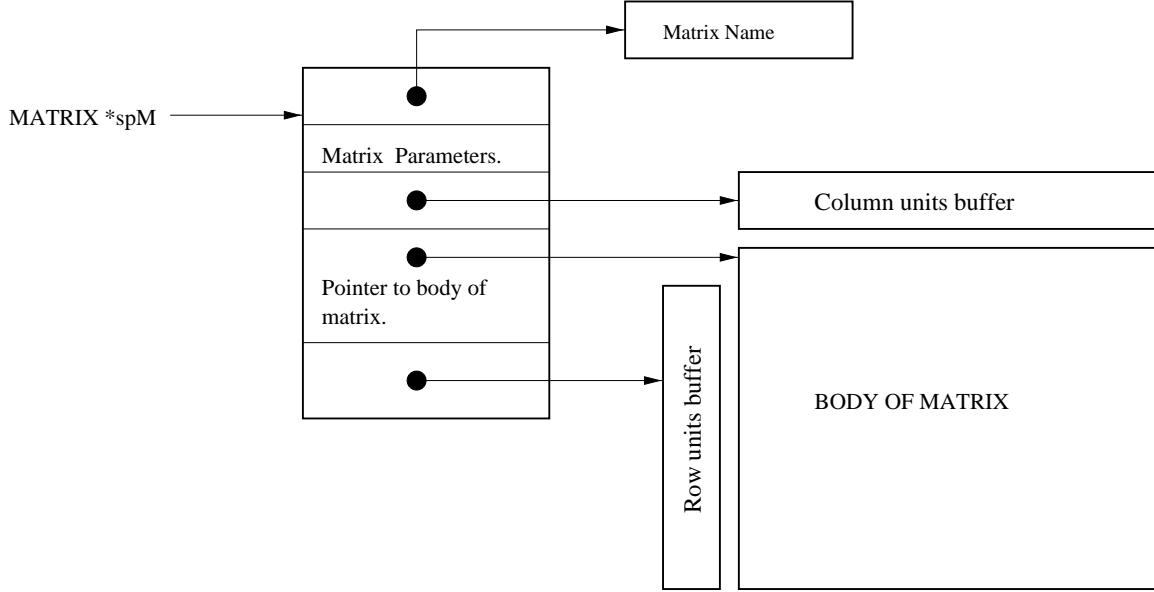 Matrix Name
MATRIX *spM
Matrix Parameters.
Column units buffer
Pointer to body of
matrix.
Row units buffer
BODY OF MATRIX